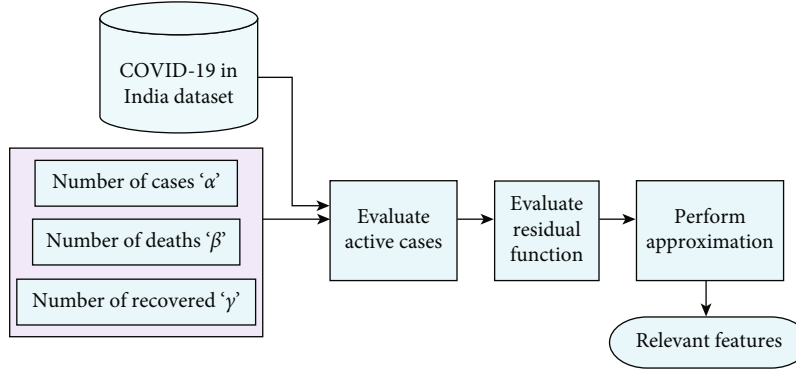 COVID-19 in
India dataset
Number of cases ‘α’
Number of deaths ‘β’
Number of recovered ‘γ’
Evaluate
active cases
Evaluate
residual
function
Perform
approximation
Relevant features